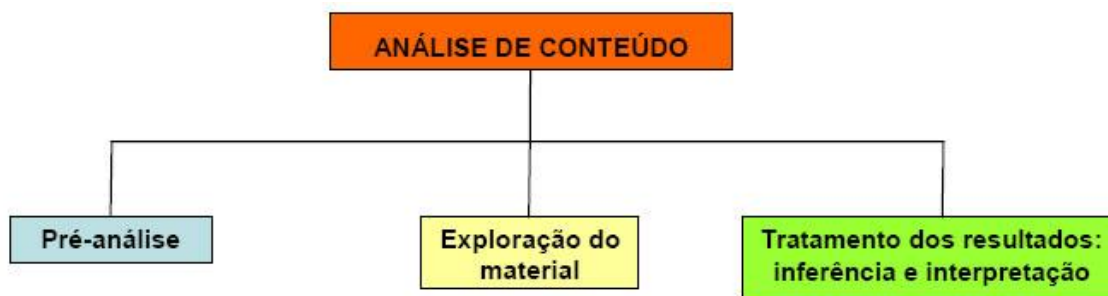 ANÁLISE DE CONTEÚDO
Pré-análise
Exploração do
material
Tratamento dos resultados:
inferência e interpretação